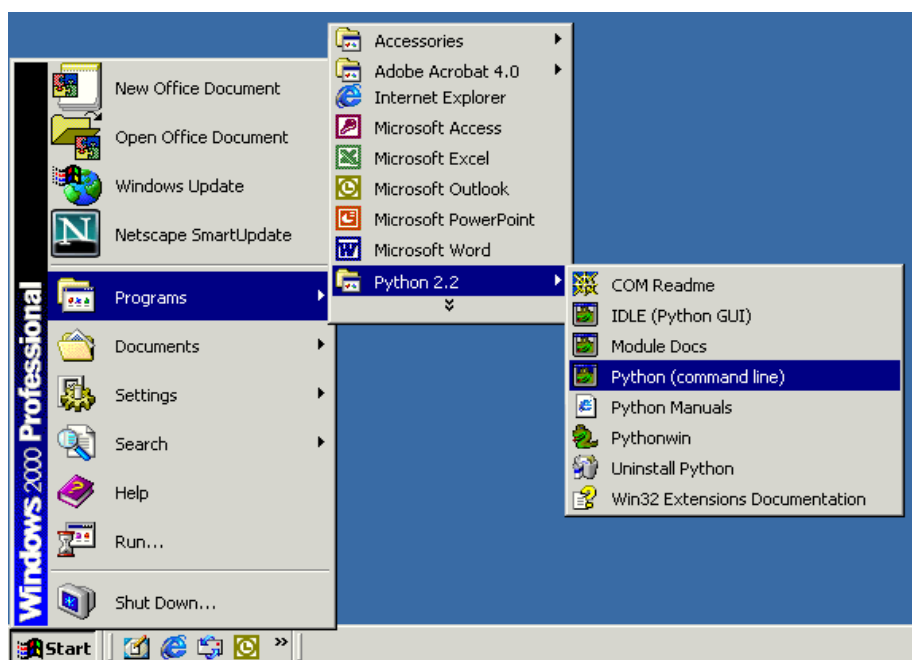 New Office Document
Open Office Document
Windows Update
Netscape SmartUpdate
Programs
Documents
Settings
Search
Help
Run...
Shut Down...
Windows 2000 Professional
Start
Accessories
Adobe Acrobat 4.0
Internet Explorer
Microsoft Access
Microsoft Excel
Microsoft Outlook
Microsoft PowerPoint
Microsoft Word
Python 2.2
COM Readme
IDLE (Python GUI)
Module Docs
Python (command line)
Python Manuals
Pythonwin
Uninstall Python
Win32 Extensions Documentation